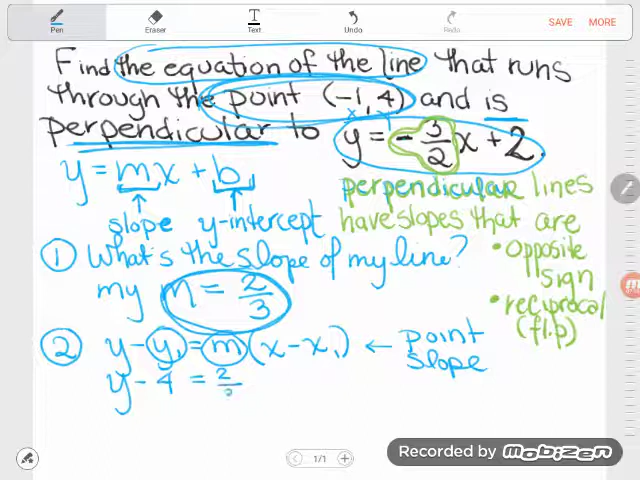 Pen
Eraser
Text
Undo
Redo
SAVE
MORE
Find the equation of the line that runs
through the point (-1, 4) and is
x y
perpendicular to y = - 3/2 x + 2.
y = mx + b
slope y-intercept
perpendicular lines
have slopes that are
• opposite
sign
• reciprocal
(flip)
① What's the slope of my line?
my m = 2/3
② y - y₁ = m (x - x₁) ← point
slope
y - 4 = 2/3
1/1
Recorded by mobizen